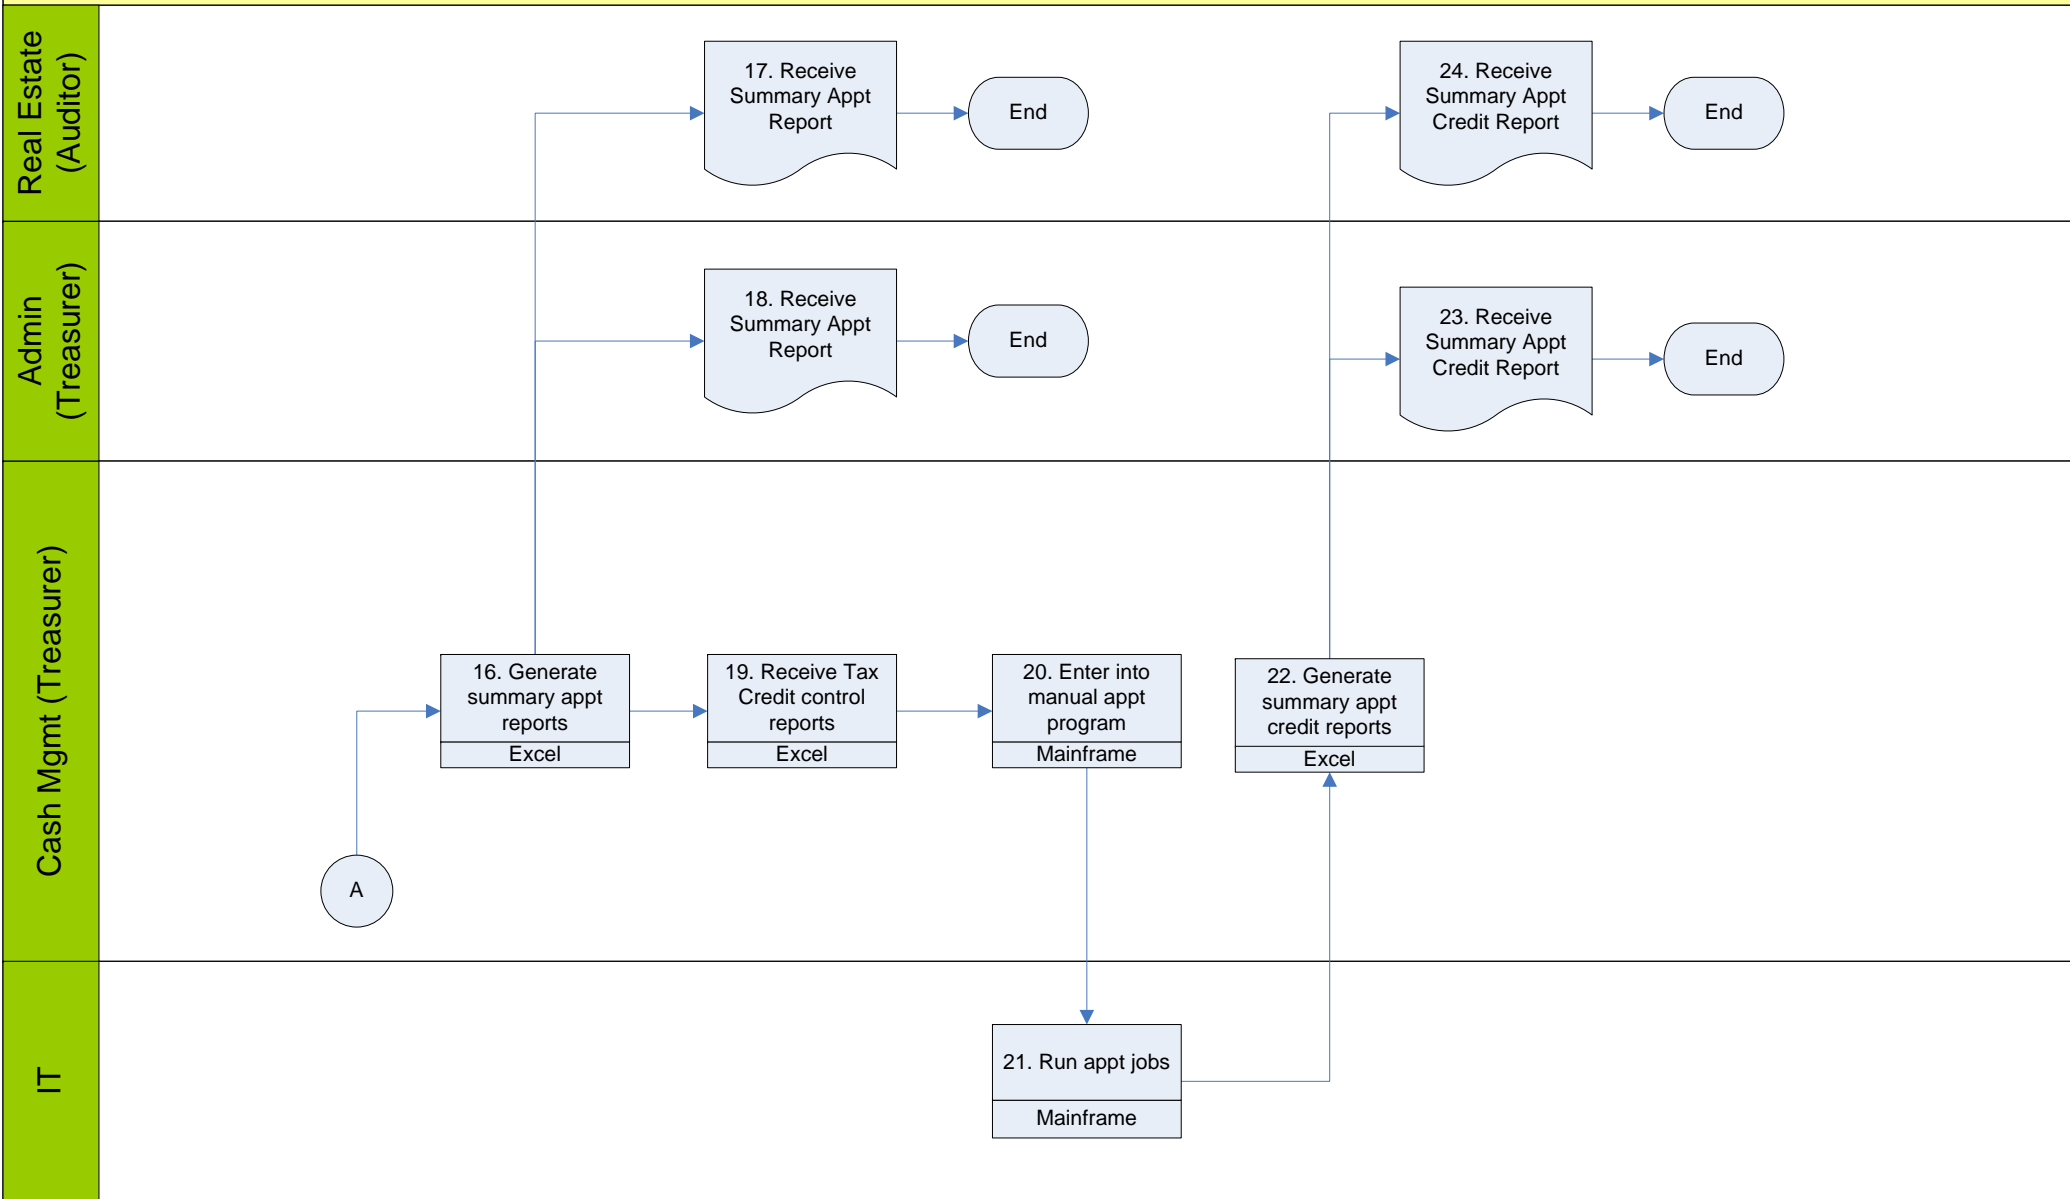 Real Estate
(Auditor)
17. Receive
Summary Appt
Report
End
24. Receive
Summary Appt
Credit Report
End
Admin
(Treasurer)
18. Receive
Summary Appt
Report
End
23. Receive
Summary Appt
Credit Report
End
Cash Mgmt (Treasurer)
A
16. Generate
summary appt
reports
Excel
19. Receive Tax
Credit control
reports
Excel
20. Enter into
manual appt
program
Mainframe
22. Generate
summary appt
credit reports
Excel
IT
21. Run appt jobs
Mainframe